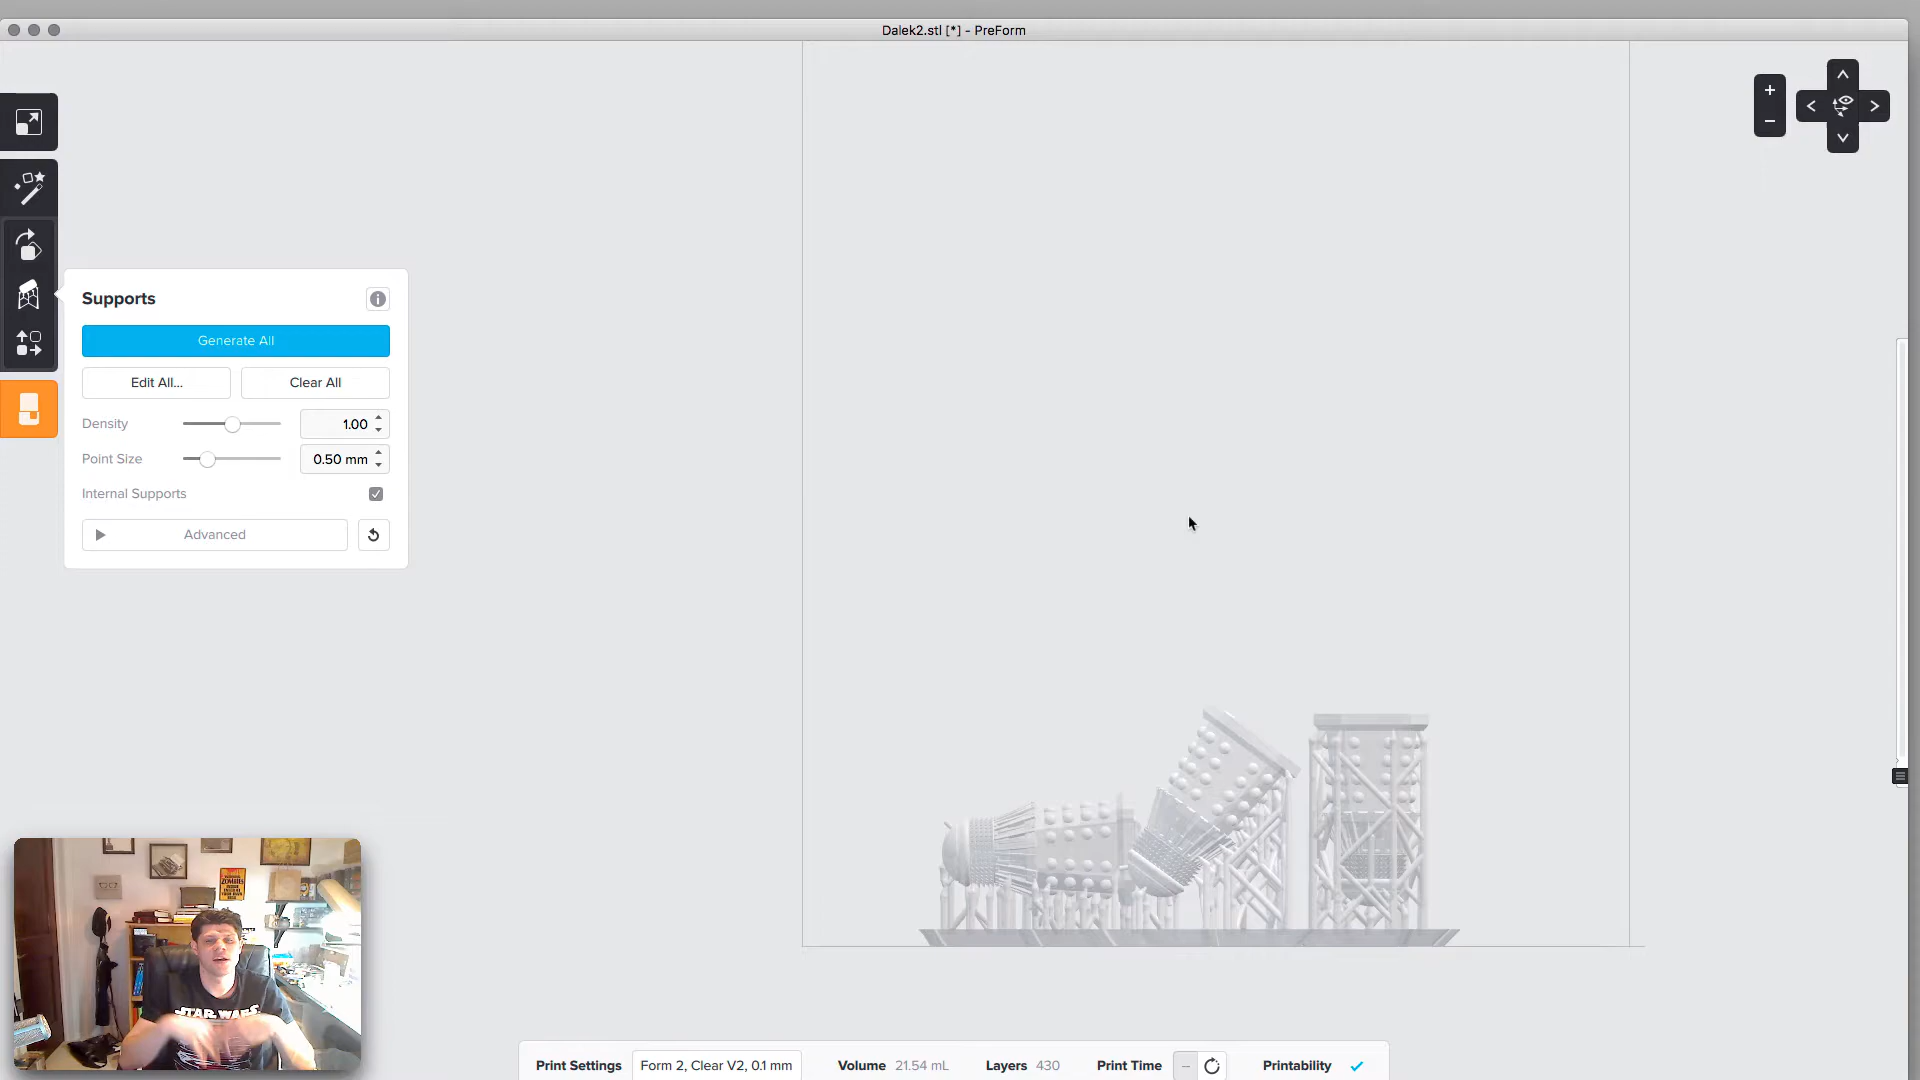 Dalek2.stl [*] - PreForm
Supports
Generate All
Edit All...
Clear All
Density
1.00
Point Size
0.50 mm
Internal Supports
Advanced
STAR WARS
Print Settings
Form 2, Clear V2, 0.1 mm
Volume 21.54 mL
Layers 430
Print Time
Printability